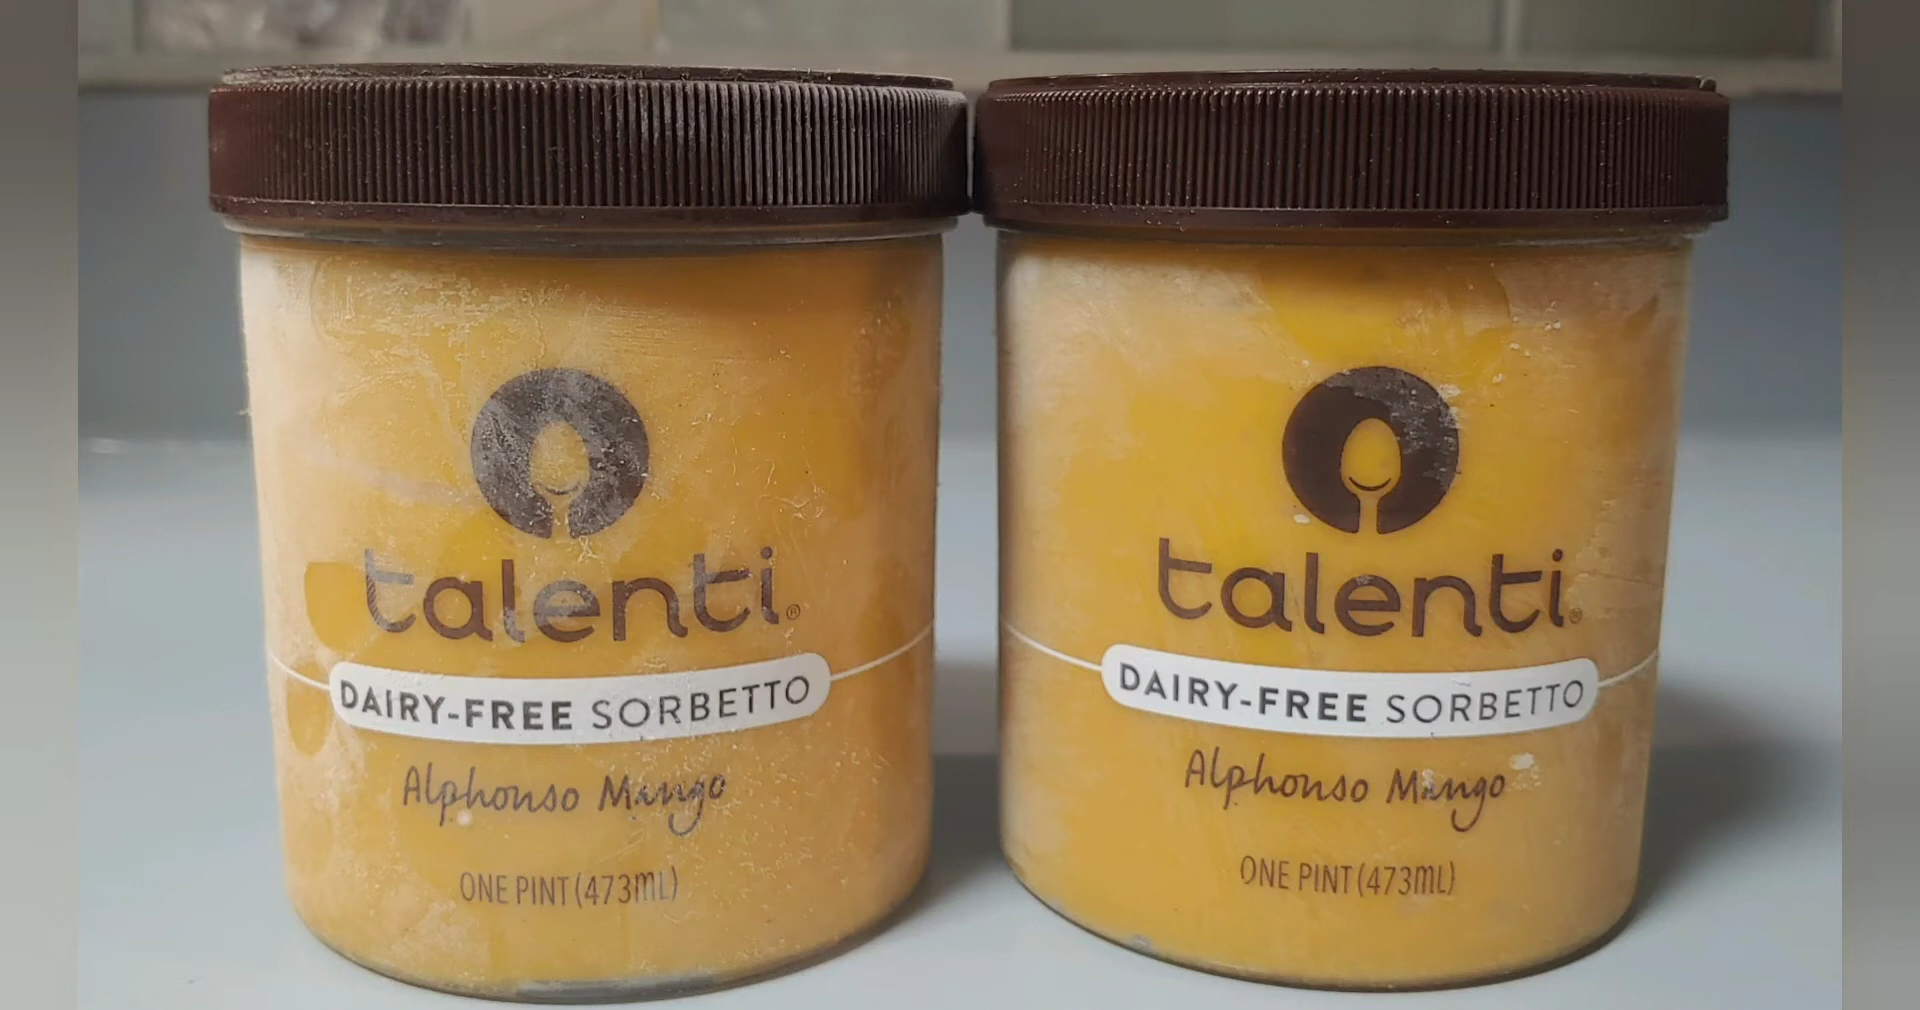 talenti®
DAIRY-FREE SORBETTO
Alphonso Mango
ONE PINT (473mL)
talenti®
DAIRY-FREE SORBETTO
Alphonso Mango
ONE PINT (473mL)